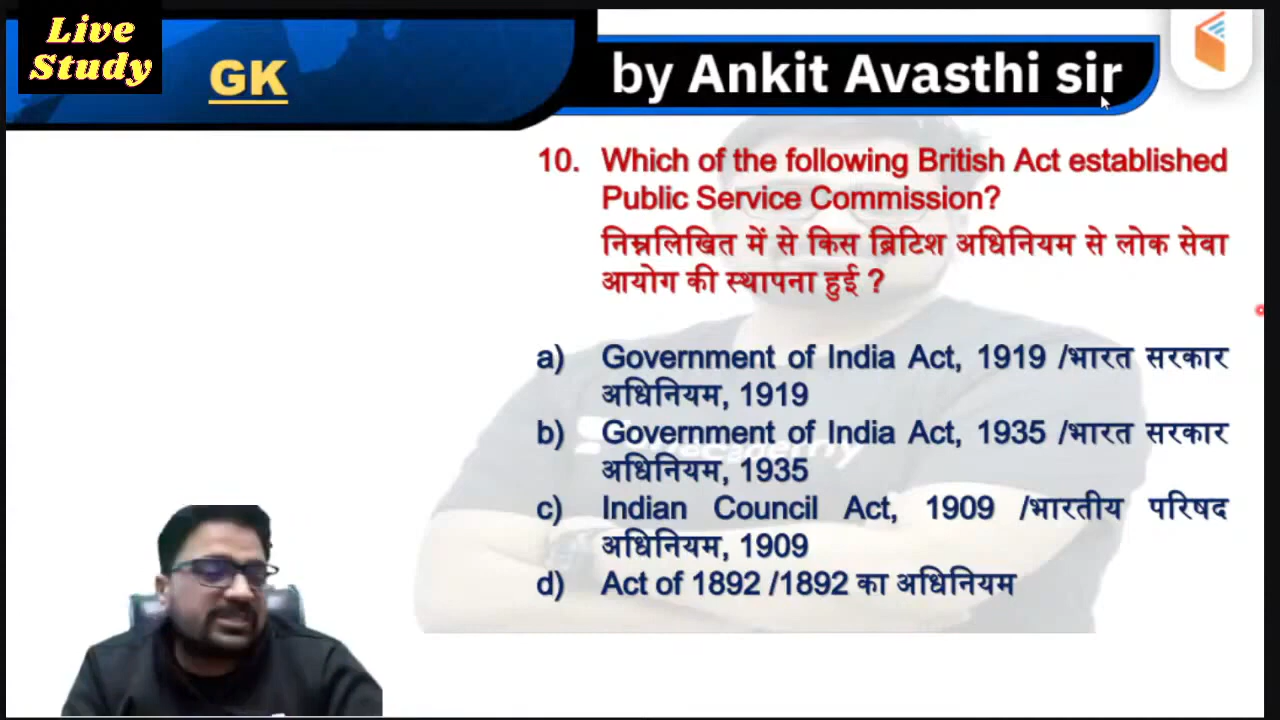 Live
Study
GK
by Ankit Avasthi sir
10. Which of the following British Act established
Public Service Commission?
निम्नलिखित में से किस ब्रिटिश अधिनियम से लोक सेवा
आयोग की स्थापना हुई ?
a) Government of India Act, 1919 /भारत सरकार
अधिनियम, 1919
b) Government of India Act, 1935 /भारत सरकार
अधिनियम, 1935
c) Indian Council Act, 1909 /भारतीय परिषद
अधिनियम, 1909
d) Act of 1892 /1892 का अधिनियम